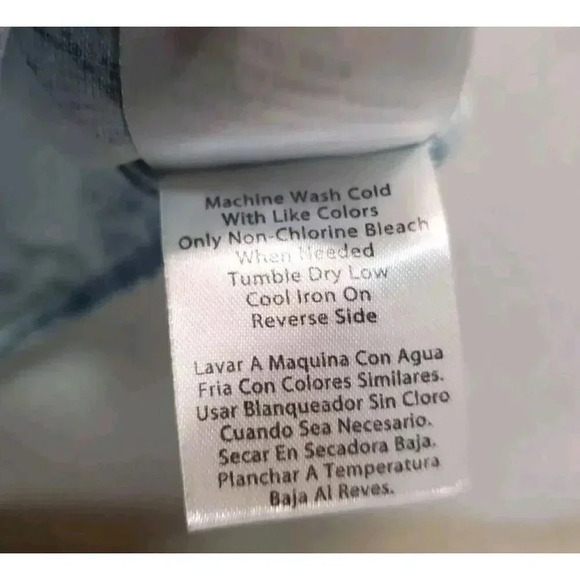 Machine Wash Cold
With Like Colors
Only Non-Chlorine Bleach
When Needed
Tumble Dry Low
Cool Iron On
Reverse Side
Lavar A Maquina Con Agua
Fria Con Colores Similares.
Usar Blanqueador Sin Cloro
Cuando Sea Necesario.
Secar En Secadora Baja.
Planchar A Temperatura
Baja Al Reves.